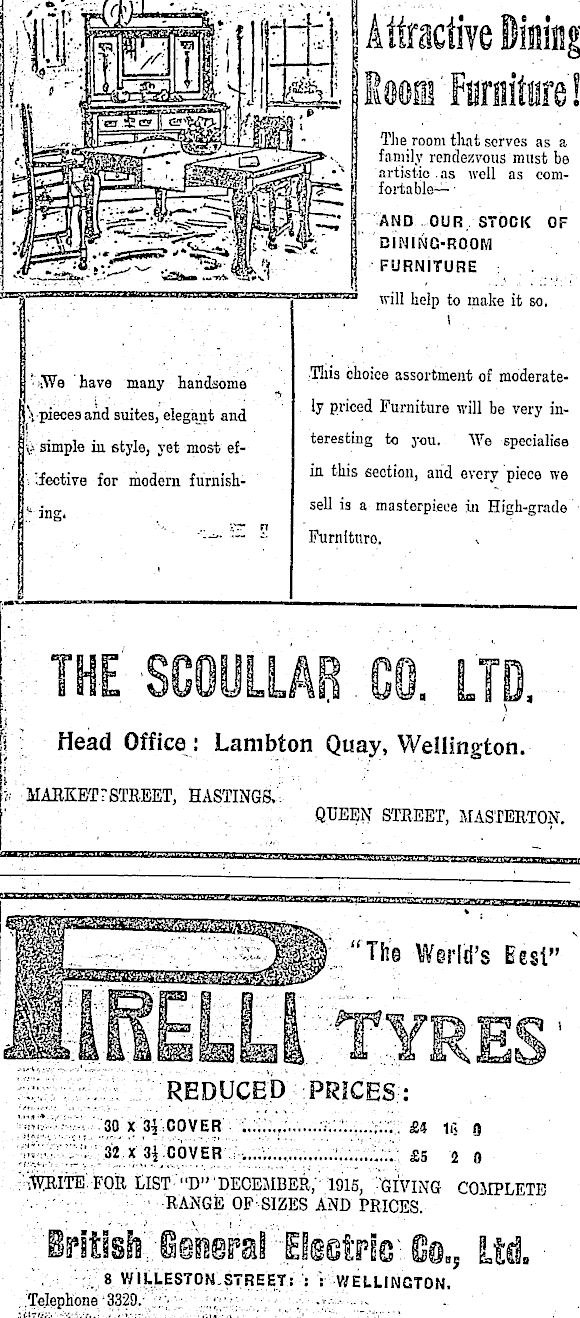 Attractive Dining
Room Furniture!
The room that serves as a
family rendezvous must be
artistic as well as com-
fortable—
AND OUR STOCK OF
DINING-ROOM
FURNITURE
will help to make it so.
We have many handsome
pieces and suites, elegant and
simple in style, yet most ef-
fective for modern furnish-
ing.
This choice assortment of moderate-
ly priced Furniture will be very in-
teresting to you. We specialise
in this section, and every piece we
sell is a masterpiece in High-grade
Furniture.
THE SCOULLAR CO. LTD.
Head Office: Lambton Quay, Wellington.
MARKET STREET, HASTINGS.
QUEEN STREET, MASTERTON.
"The World's Best"
PIRELLI TYRES
REDUCED PRICES:
30 x 3½ COVER ........................... £4 16 0
32 x 3½ COVER ........................... £5 2 0
WRITE FOR LIST "D" DECEMBER, 1915, GIVING COMPLETE
RANGE OF SIZES AND PRICES.
British General Electric Co., Ltd.
8 WILLESTON STREET : : : WELLINGTON.
Telephone 3329.